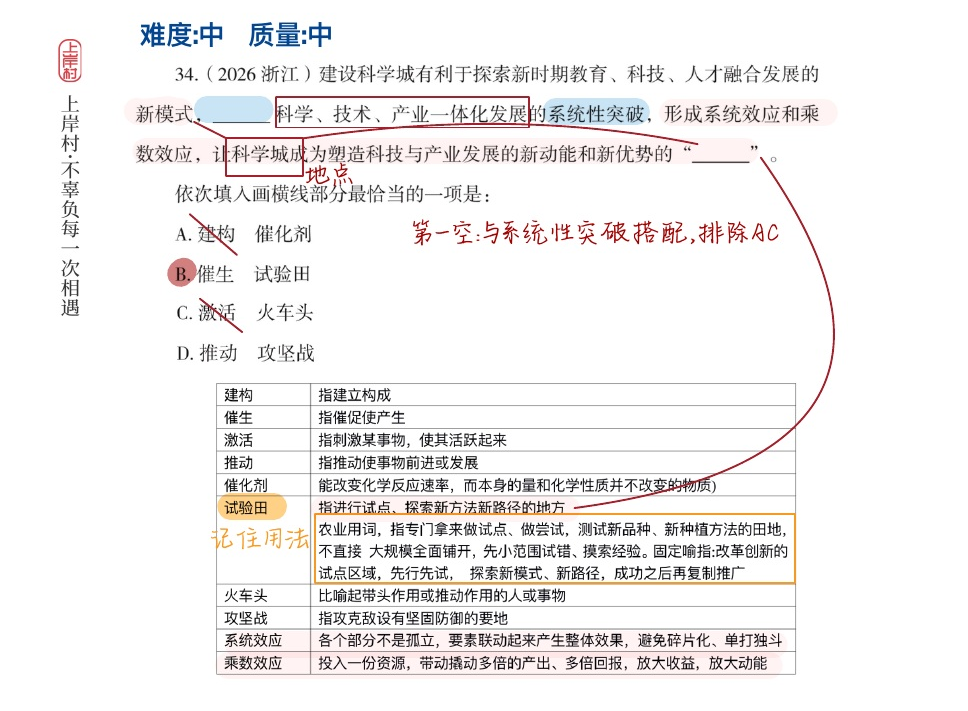 难度:中 质量:中
上岸村
上岸村·不辜负每一次相遇
34.（2026 浙江）建设科学城有利于探索新时期教育、科技、人才融合发展的
新模式，______科学、技术、产业一体化发展的系统性突破，形成系统效应和乘
数效应，让科学城成为塑造科技与产业发展的新动能和新优势的“______”。
地点
依次填入画横线部分最恰当的一项是：
第一空:与系统性突破搭配,排除AC
A. 建构 催化剂
B. 催生 试验田
C. 激活 火车头
D. 推动 攻坚战
建构 指建立构成
催生 指催促使产生
激活 指刺激某事物，使其活跃起来
推动 指推动使事物前进或发展
催化剂 能改变化学反应速率，而本身的量和化学性质并不改变的物质)
试验田 指进行试点、探索新方法新路径的地方
记住用法
农业用词，指专门拿来做试点、做尝试，测试新品种、新种植方法的田地，
不直接 大规模全面铺开，先小范围试错、摸索经验。固定喻指:改革创新的
试点区域，先行先试， 探索新模式、新路径，成功之后再复制推广
火车头 比喻起带头作用或推动作用的人或事物
攻坚战 指攻克敌设有坚固防御的要地
系统效应 各个部分不是孤立，要素联动起来产生整体效果，避免碎片化、单打独斗
乘数效应 投入一份资源，带动撬动多倍的产出、多倍回报，放大收益，放大动能